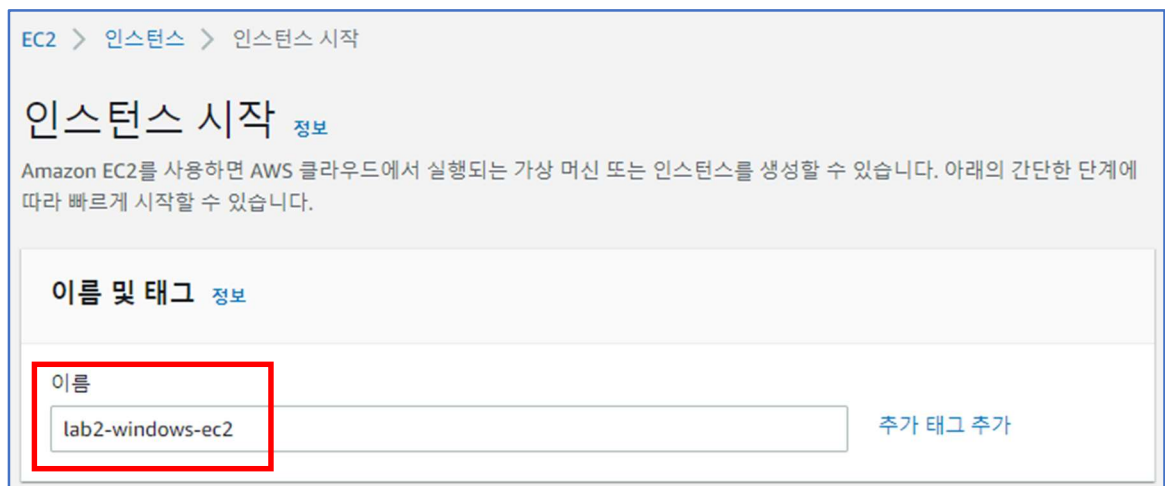 EC2 > 인스턴스 > 인스턴스 시작
인스턴스 시작 정보
Amazon EC2를 사용하면 AWS 클라우드에서 실행되는 가상 머신 또는 인스턴스를 생성할 수 있습니다. 아래의 간단한 단계에
따라 빠르게 시작할 수 있습니다.
이름 및 태그 정보
이름
lab2-windows-ec2
추가 태그 추가